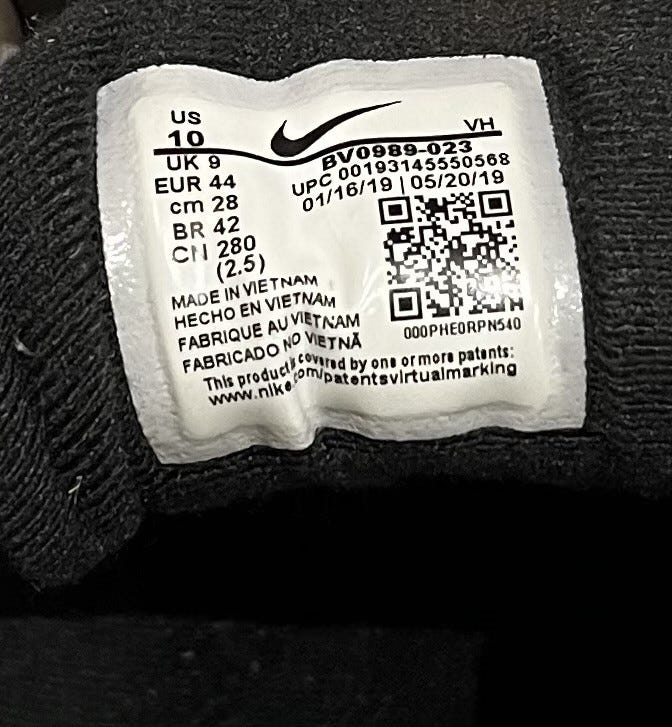 US
10
UK 9
EUR 44
cm 28
BR 42
CN 280
(2.5)
VH
BV0989-023
UPC 00193145550568
01/16/19 | 05/20/19
000PHE0RPN540
MADE IN VIETNAM
HECHO EN VIETNAM
FABRIQUE AU VIETNAM
FABRICADO NO VIETNÃ
This product is covered by one or more patents:
www.nike.com/patentsvirtualmarking